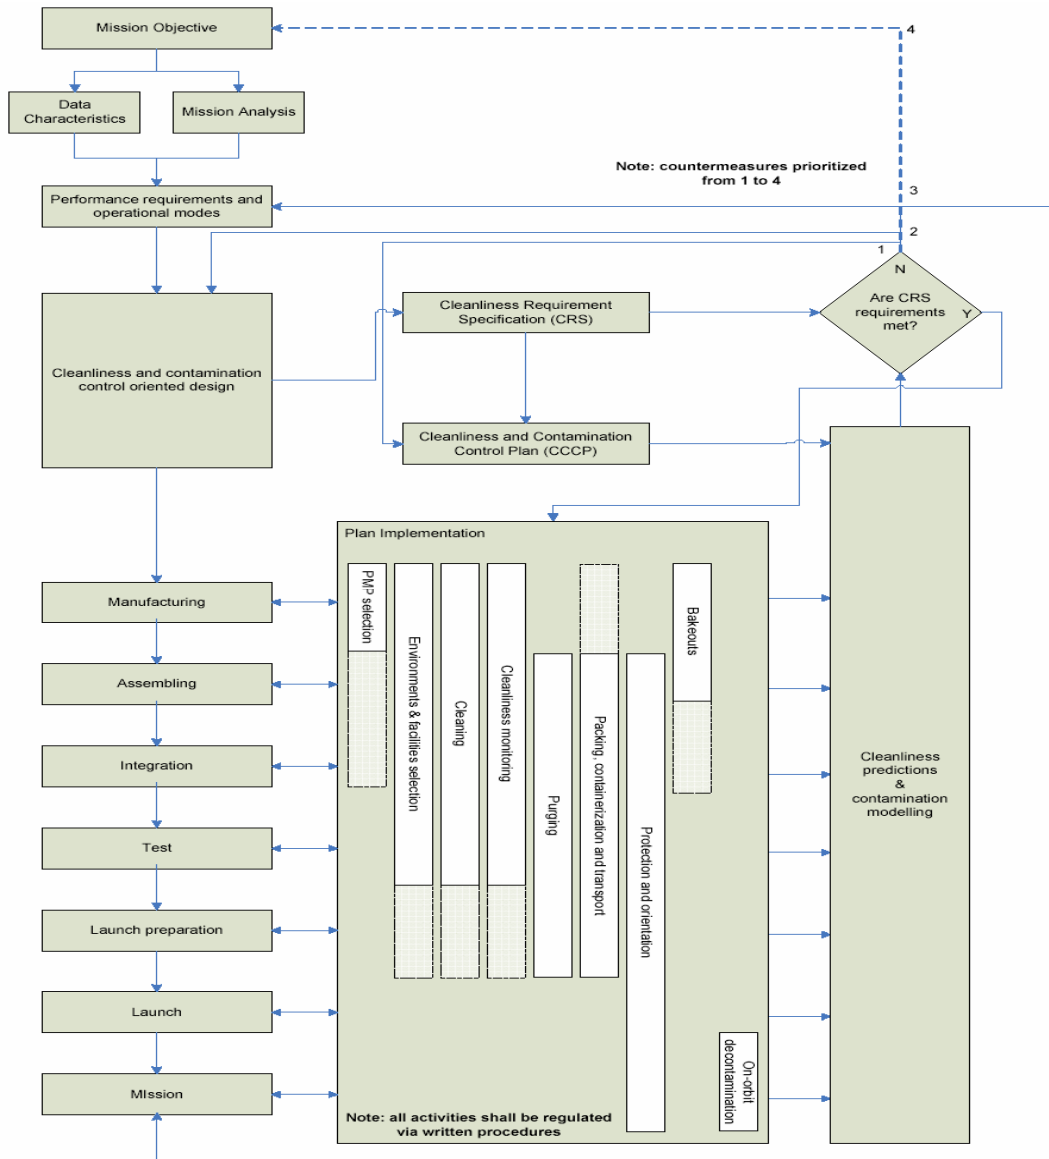 Mission Objective
4
Data
Characteristics
Mission Analysis
Note: countermeasures prioritized
from 1 to 4
Performance requirements and
operational modes
3
2
1
N
Are CRS
requirements
met?
Y
Cleanliness Requirement
Specification (CRS)
Cleanliness and contamination
control oriented design
Cleanliness and Contamination
Control Plan (CCCP)
Plan Implementation
Manufacturing
Assembling
Integration
Test
Launch preparation
Launch
MIssion
PMP selection
Environments & facilities selection
Cleaning
Cleanliness monitoring
Purging
Packing, containerization and transport
Protection and orientation
Bakeouts
On-orbit
decontamination
Note: all activities shall be regulated
via written procedures
Cleanliness
predictions
&
contamination
modelling